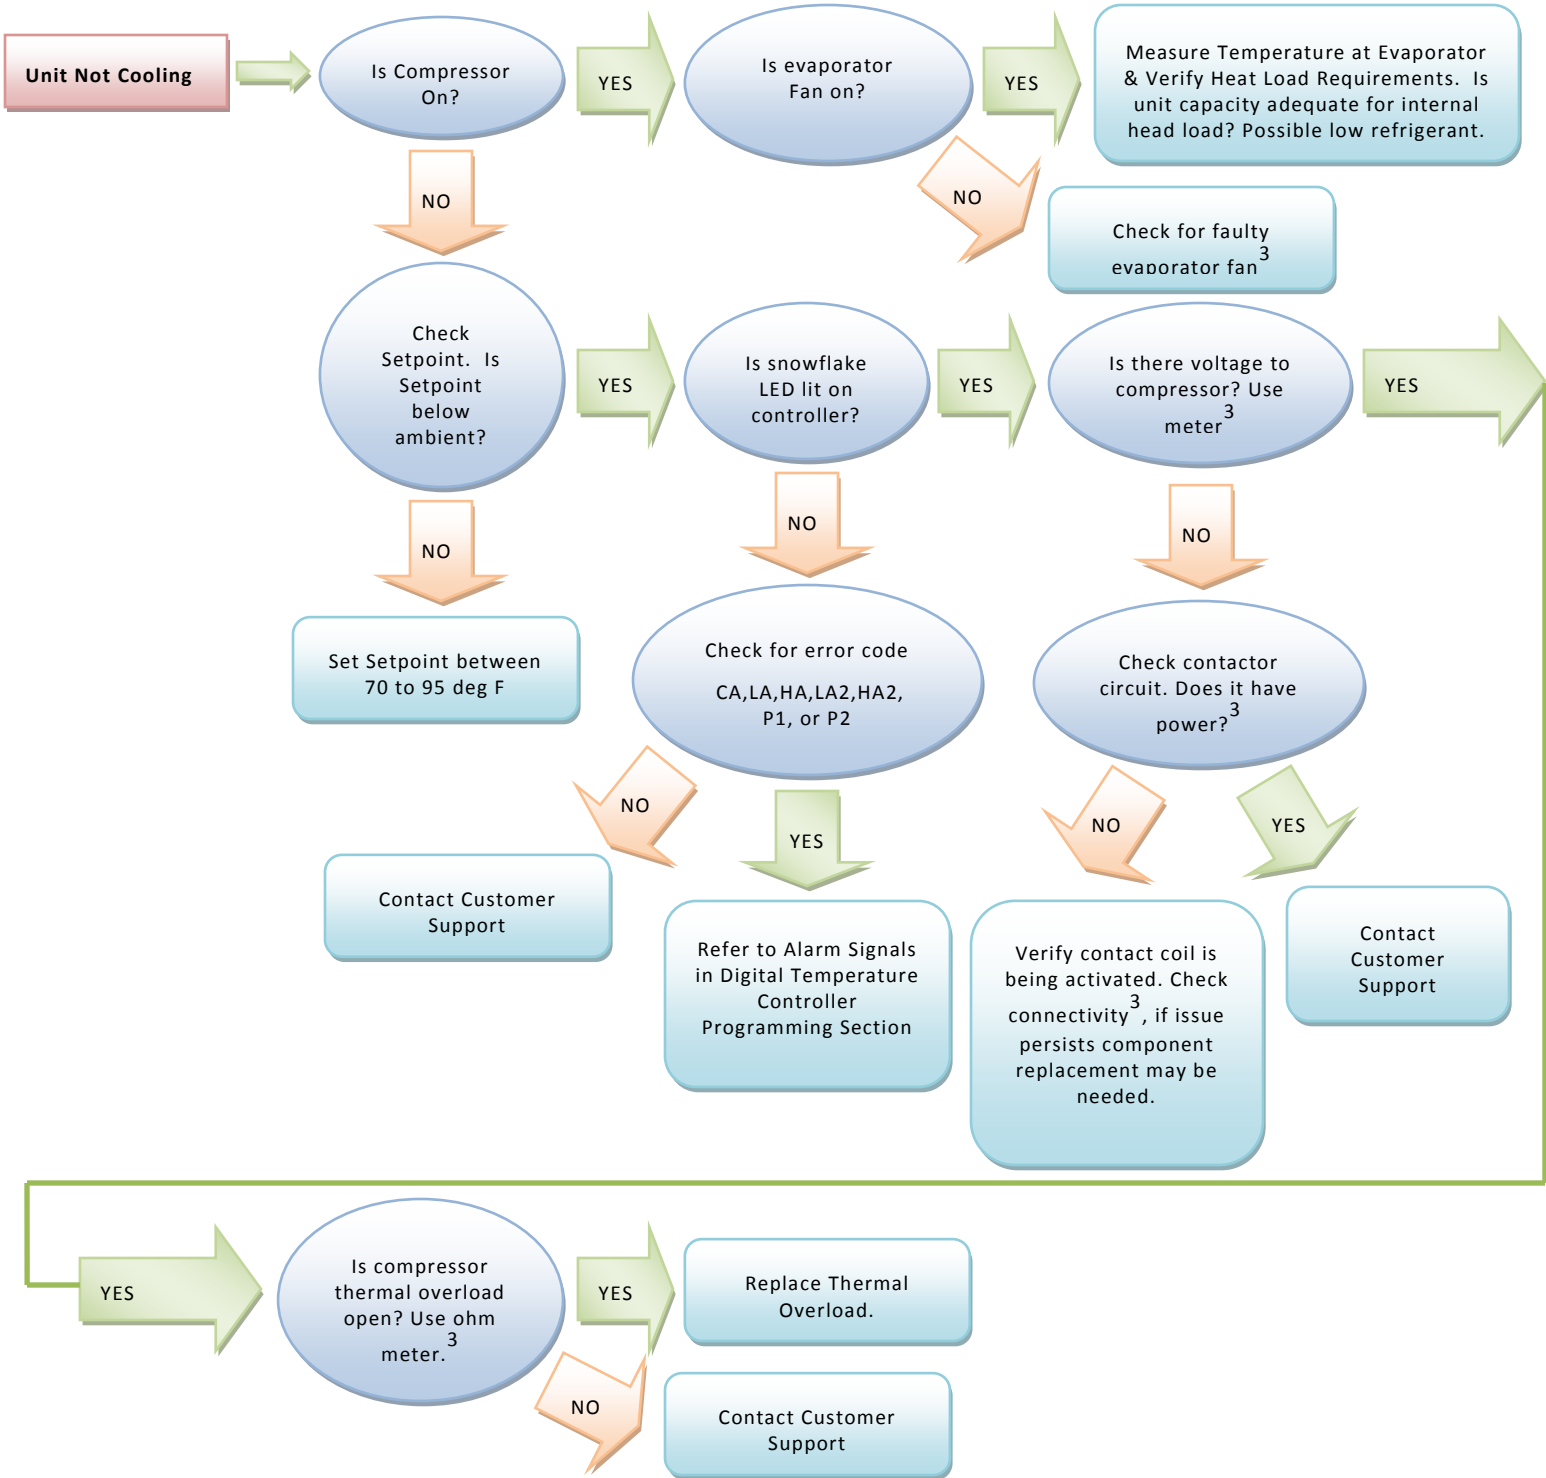 Unit Not Cooling
Is Compressor
On?
YES
Is evaporator
Fan on?
YES
Measure Temperature at Evaporator
& Verify Heat Load Requirements. Is
unit capacity adequate for internal
head load? Possible low refrigerant.
NO
NO
Check for faulty
evaporator fan3
Check
Setpoint. Is
Setpoint
below
ambient?
YES
Is snowflake
LED lit on
controller?
YES
Is there voltage to
compressor? Use
meter3
YES
NO
NO
NO
Set Setpoint between
70 to 95 deg F
Check for error code
CA,LA,HA,LA2,HA2,
P1, or P2
Check contactor
circuit. Does it have
power?3
NO
YES
NO
YES
Contact Customer
Support
Refer to Alarm Signals
in Digital Temperature
Controller
Programming Section
Verify contact coil is
being activated. Check
connectivity3, if issue
persists component
replacement may be
needed.
Contact
Customer
Support
YES
Is compressor
thermal overload
open? Use ohm
meter.3
YES
Replace Thermal
Overload.
NO
Contact Customer
Support